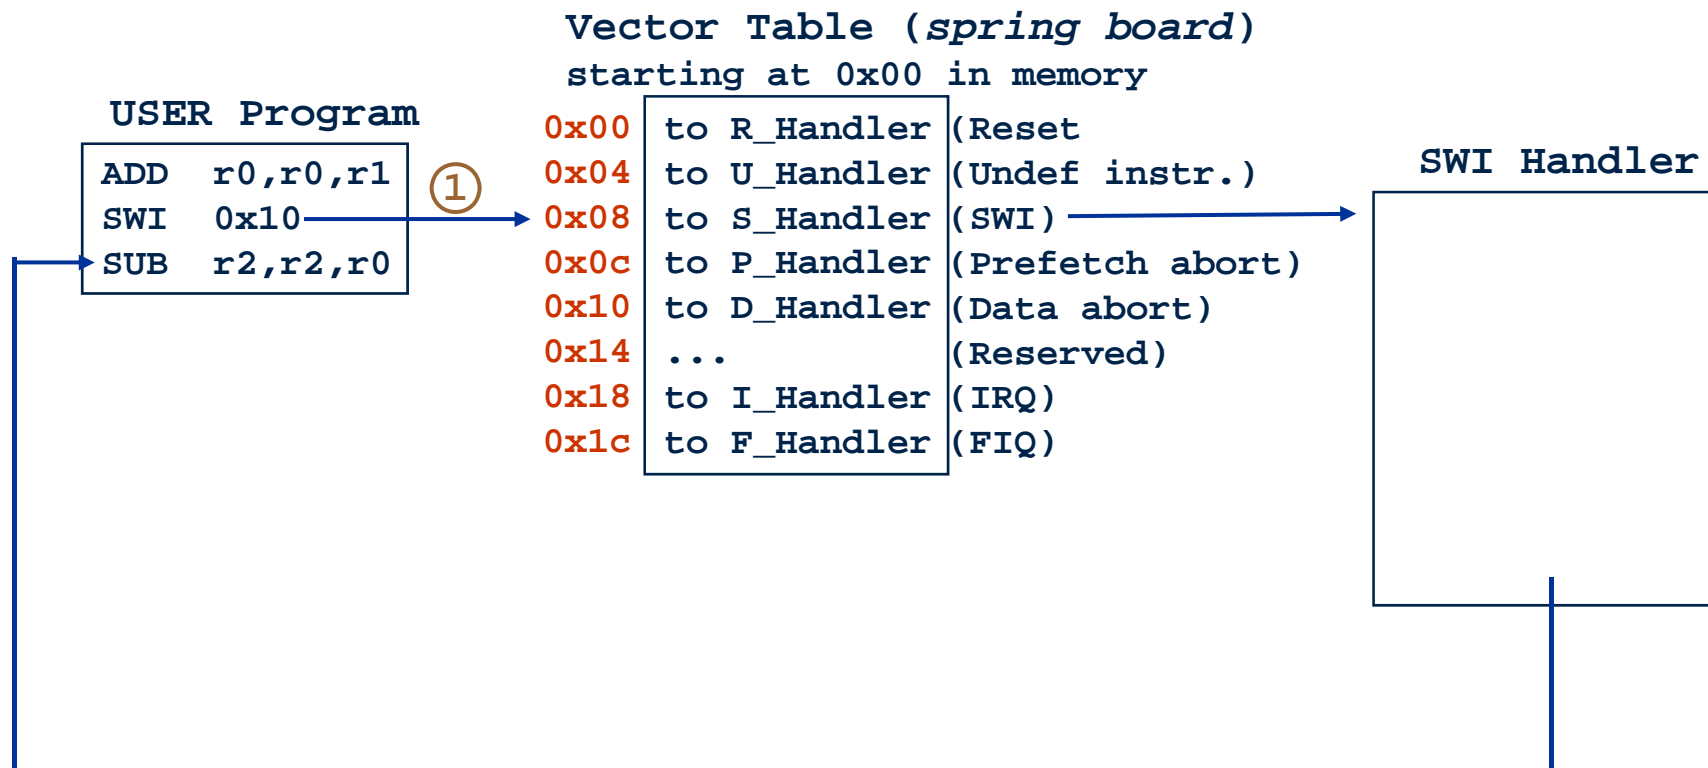 Vector Table (spring board)
starting at 0x00 in memory
USER Program
ADD r0,r0,r1
SWI 0x10
SUB r2,r2,r0
1
0x00 to R_Handler (Reset
0x04 to U_Handler (Undef instr.)
0x08 to S_Handler (SWI)
0x0c to P_Handler (Prefetch abort)
0x10 to D_Handler (Data abort)
0x14 ... (Reserved)
0x18 to I_Handler (IRQ)
0x1c to F_Handler (FIQ)
SWI Handler